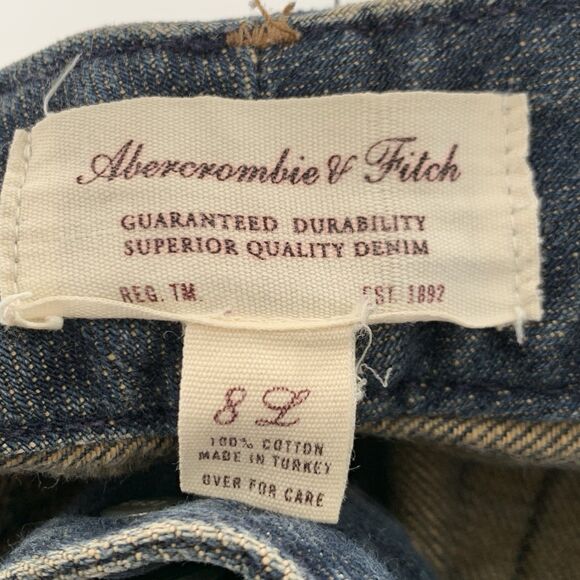 Abercrombie & Fitch
GUARANTEED DURABILITY
SUPERIOR QUALITY DENIM
REG. TM. EST. 1892
8 L
100% COTTON
MADE IN TURKEY
OVER FOR CARE